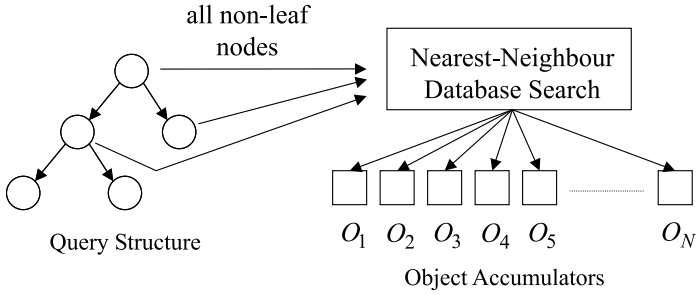 all non-leaf
nodes
Nearest-Neighbour
Database Search
O1 O2 O3 O4 O5 ON
Query Structure
Object Accumulators